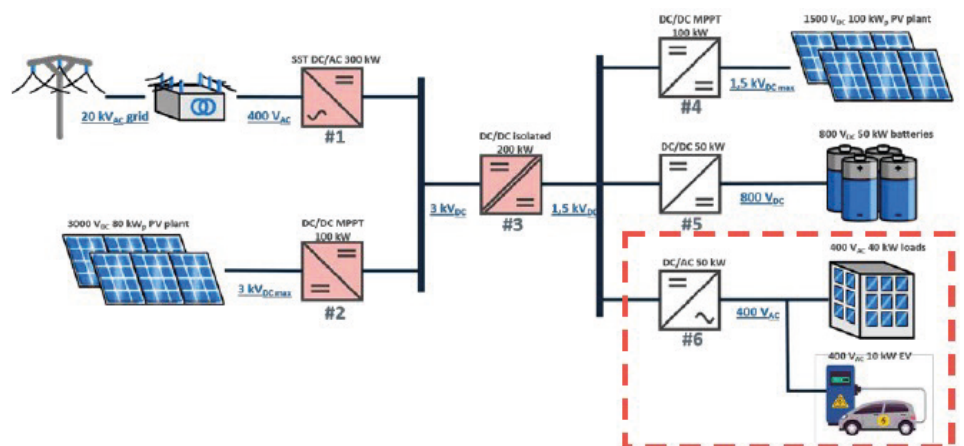 DC/DC MPPT
100 kW
1500 V_DC 100 kW_p PV plant
#4
1,5 kV_DC max
SST DC/AC 300 kW
20 kV_AC grid
400 V_AC
#1
DC/DC isolated
200 kW
3 kV_DC
#3
1,5 kV_DC
DC/DC 50 kW
800 V_DC 50 kW batteries
#5
800 V_DC
3000 V_DC 80 kW_p PV plant
DC/DC MPPT
100 kW
3 kV_DC max
#2
DC/AC 50 kW
400 V_AC 40 kW loads
#6
400 V_AC
400 V_AC 10 kW EV